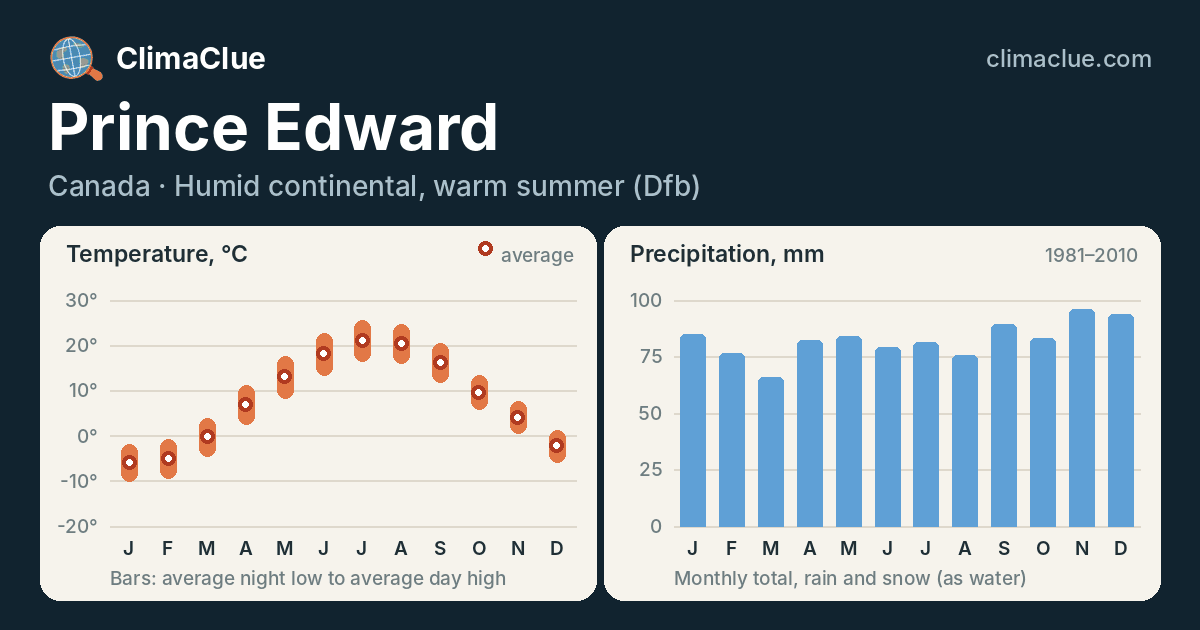 ClimaClue
climaclue.com
Prince Edward
Canada · Humid continental, warm summer (Dfb)
Temperature, °C
average
30°
20°
10°
0°
-10°
-20°
J F M A M J J A S O N D
Bars: average night low to average day high
Precipitation, mm
1981–2010
100
75
50
25
0
J F M A M J J A S O N D
Monthly total, rain and snow (as water)